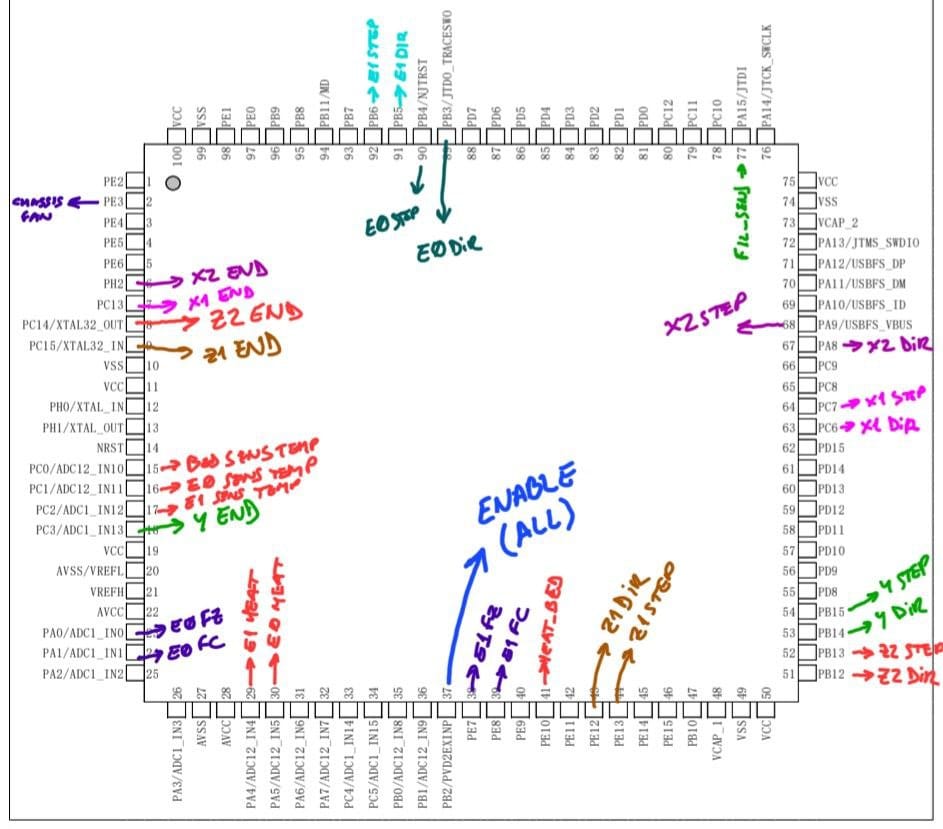 → E1 STEP
→ E1 DIR
VCC
VSS
PE1
PE0
PB9
PB8
PB11/MD
PB7
PB6
PB5
PB4/NJTRST
PB3/JTDO_TRACESWO
PD7
PD6
PD5
PD4
PD3
PD2
PD1
PD0
PC12
PC11
PC10
PA15/JTDI
PA14/JTCK_SWCLK
100
99
98
97
96
95
94
93
92
91
90
89
88
87
86
85
84
83
82
81
80
79
78
77
76
E0 STEP
E0 DiR
FIL_SENS →
PE2 1
CHASSIS FAN ← PE3 2
PE4 3
PE5 4
PE6 5
PH2 6 → X2 END
PC13 7 → X1 END
PC14/XTAL32_OUT 8 → Z2 END
PC15/XTAL32_IN 9 → Z1 END
VSS 10
VCC 11
PH0/XTAL_IN 12
PH1/XTAL_OUT 13
NRST 14
PC0/ADC12_IN10 15 → BED SENS TEMP
PC1/ADC12_IN11 16 → E0 SENS TEMP
PC2/ADC1_IN12 17 → E1 SENS TEMP
PC3/ADC1_IN13 18 → Y END
VCC 19
AVSS/VREFL 20
VREFH 21
AVCC 22
PA0/ADC1_IN0 23 → E0 FZ
PA1/ADC1_IN1 24 → E0 FC
PA2/ADC1_IN2 25
75 VCC
74 VSS
73 VCAP_2
72 PA13/JTMS_SWDIO
71 PA12/USBFS_DP
70 PA11/USBFS_DM
69 PA10/USBFS_ID
X2 STEP ← 68 PA9/USBFS_VBUS
67 PA8 → X2 DiR
66 PC9
65 PC8
64 PC7 → X1 STEP
63 PC6 → X1 DiR
62 PD15
61 PD14
60 PD13
59 PD12
58 PD11
57 PD10
56 PD9
55 PD8
54 PB15 → Y STEP
53 PB14 → Y DiR
52 PB13 → Z2 STEP
51 PB12 → Z2 DiR
ENABLE
(ALL)
→ E1 HEAT
→ E0 HEAT
→ E1 FZ
→ E1 FC
→ HEAT_BED
Z1 DiR
Z1 STEP
26
27
28
29
30
31
32
33
34
35
36
37
38
39
40
41
42
43
44
45
46
47
48
49
50
PA3/ADC1_IN3
AVSS
AVCC
PA4/ADC12_IN4
PA5/ADC12_IN5
PA6/ADC12_IN6
PA7/ADC12_IN7
PC4/ADC1_IN14
PC5/ADC1_IN15
PB0/ADC12_IN8
PB1/ADC12_IN9
PB2/PVD2EXINP
PE7
PE8
PE9
PE10
PE11
PE12
PE13
PE14
PE15
PB10
VCAP_1
VSS
VCC